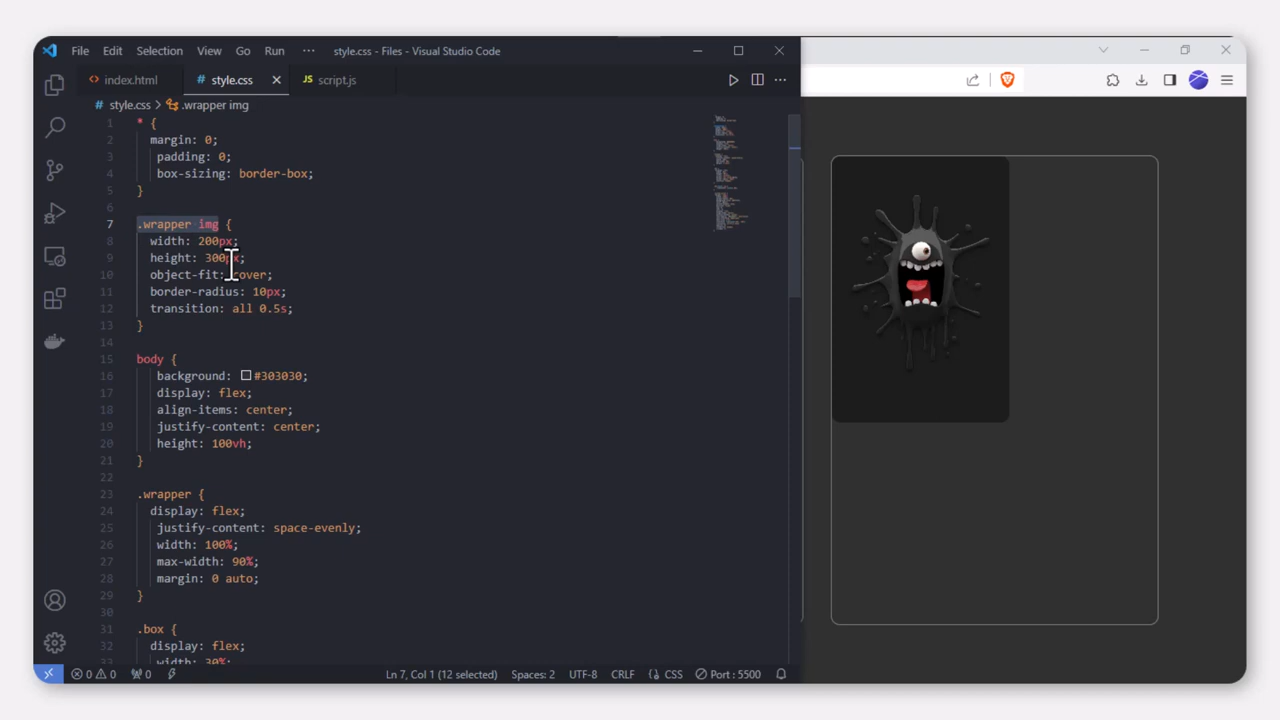 File Edit Selection View Go Run ··· style.css - Files - Visual Studio Code
index.html # style.css JS script.js
# style.css > .wrapper img
1 * {
2 margin: 0;
3 padding: 0;
4 box-sizing: border-box;
5 }
6
7 .wrapper img {
8 width: 200px;
9 height: 300px;
10 object-fit: cover;
11 border-radius: 10px;
12 transition: all 0.5s;
13 }
14
15 body {
16 background: #303030;
17 display: flex;
18 align-items: center;
19 justify-content: center;
20 height: 100vh;
21 }
22
23 .wrapper {
24 display: flex;
25 justify-content: space-evenly;
26 width: 100%;
27 max-width: 90%;
28 margin: 0 auto;
29 }
30
31 .box {
32 display: flex;
33 width: 30%;
0 0 0 Ln 7, Col 1 (12 selected) Spaces: 2 UTF-8 CRLF CSS Port : 5500